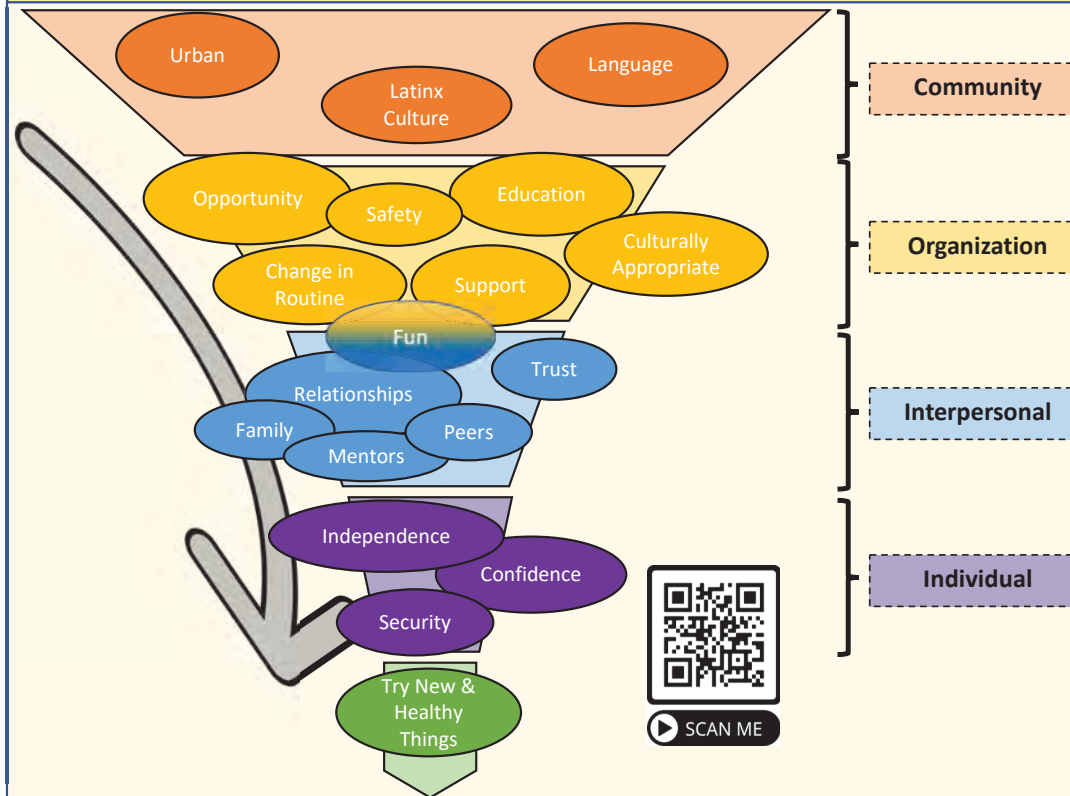 Urban
Language
Latinx
Culture
Community
Opportunity
Safety
Education
Culturally
Appropriate
Change in
Routine
Support
Organization
Fun
Relationships
Trust
Family
Mentors
Peers
Interpersonal
Independence
Confidence
Security
Individual
Try New &
Healthy
Things
SCAN ME